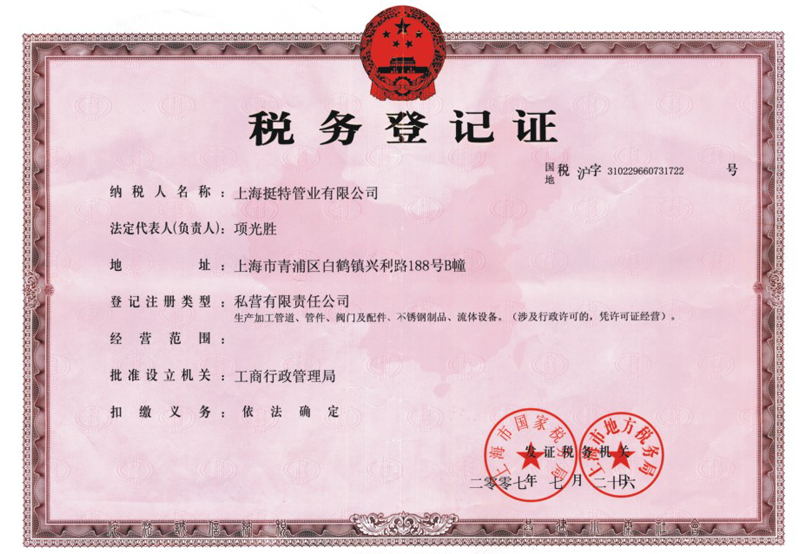 税务登记证
国地税 沪字 310229660731722 号
纳税人名称：上海挺特管业有限公司
法定代表人(负责人)：项光胜
地址：上海市青浦区白鹤镇兴利路188号B幢
登记注册类型：私营有限责任公司
生产加工管道、管件、阀门及配件、不锈钢制品、流体设备。（涉及行政许可的，凭许可证经营）。
经营范围：
批准设立机关：工商行政管理局
扣缴义务：依法确定
上海市国家税务局
上海市地方税务局
发证税务机关
二零零七年 七月 二十六日